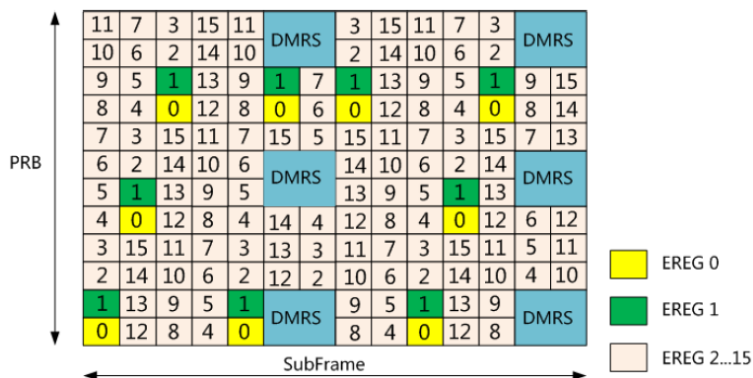 11 7 3 15 11 DMRS 3 15 11 7 3 DMRS
10 6 2 14 10 2 14 10 6 2
9 5 1 13 9 1 7 1 13 9 5 1 9 15
8 4 0 12 8 0 6 0 12 8 4 0 8 14
7 3 15 11 7 15 5 15 11 7 3 15 7 13
PRB
6 2 14 10 6 DMRS 14 10 6 2 14 DMRS
5 1 13 9 5 13 9 5 1 13
4 0 12 8 4 14 4 12 8 4 0 12 6 12
3 15 11 7 3 13 3 11 7 3 15 11 5 11
2 14 10 6 2 12 2 10 6 2 14 10 4 10
1 13 9 5 1 DMRS 9 5 1 13 9 DMRS
0 12 8 4 0 8 4 0 12 8
SubFrame
EREG 0
EREG 1
EREG 2...15